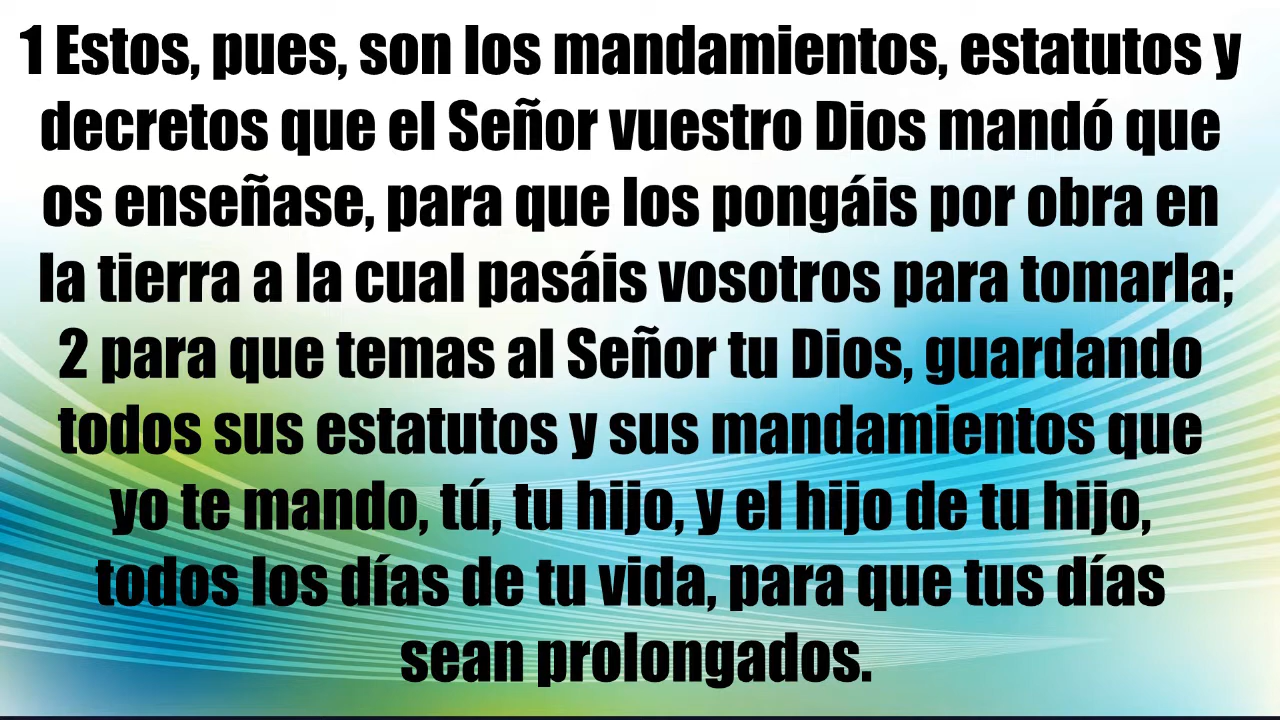 1 Estos, pues, son los mandamientos, estatutos y
decretos que el Señor vuestro Dios mandó que
os enseñase, para que los pongáis por obra en
la tierra a la cual pasáis vosotros para tomarla;
2 para que temas al Señor tu Dios, guardando
todos sus estatutos y sus mandamientos que
yo te mando, tú, tu hijo, y el hijo de tu hijo,
todos los días de tu vida, para que tus días
sean prolongados.